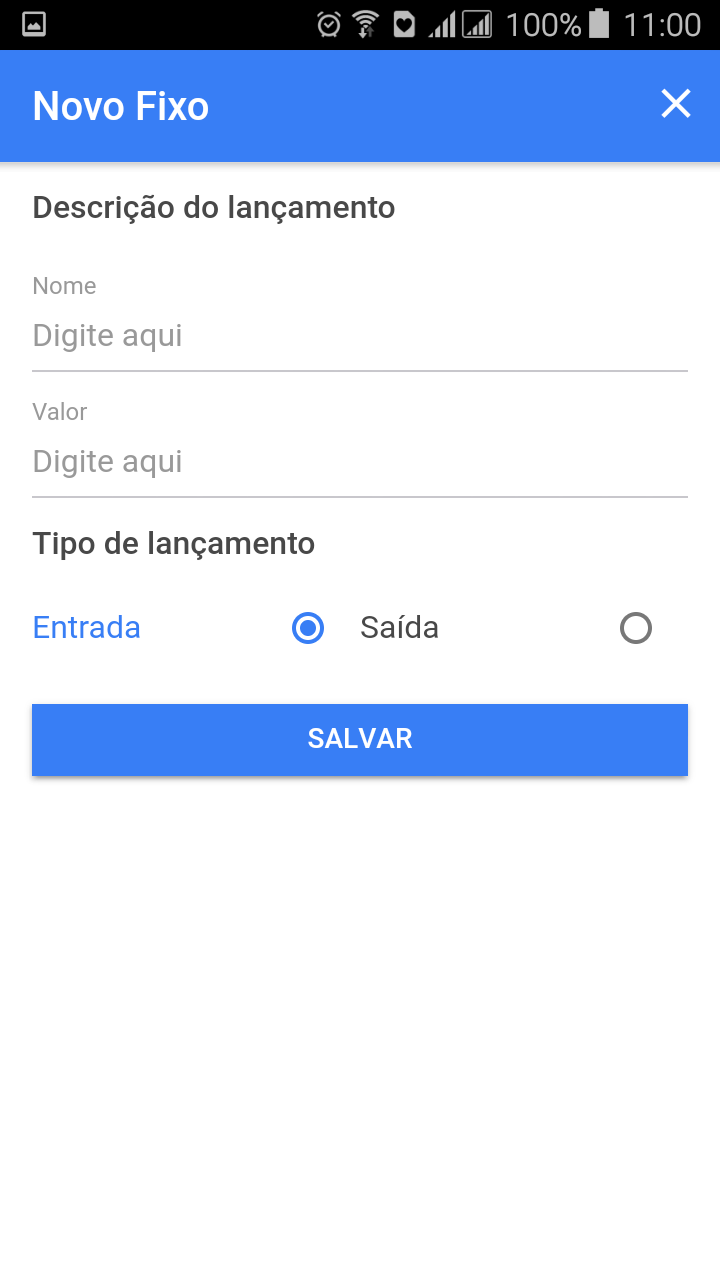 100% 11:00
Novo Fixo
Descrição do lançamento
Nome
Digite aqui
Valor
Digite aqui
Tipo de lançamento
Entrada Saída
SALVAR